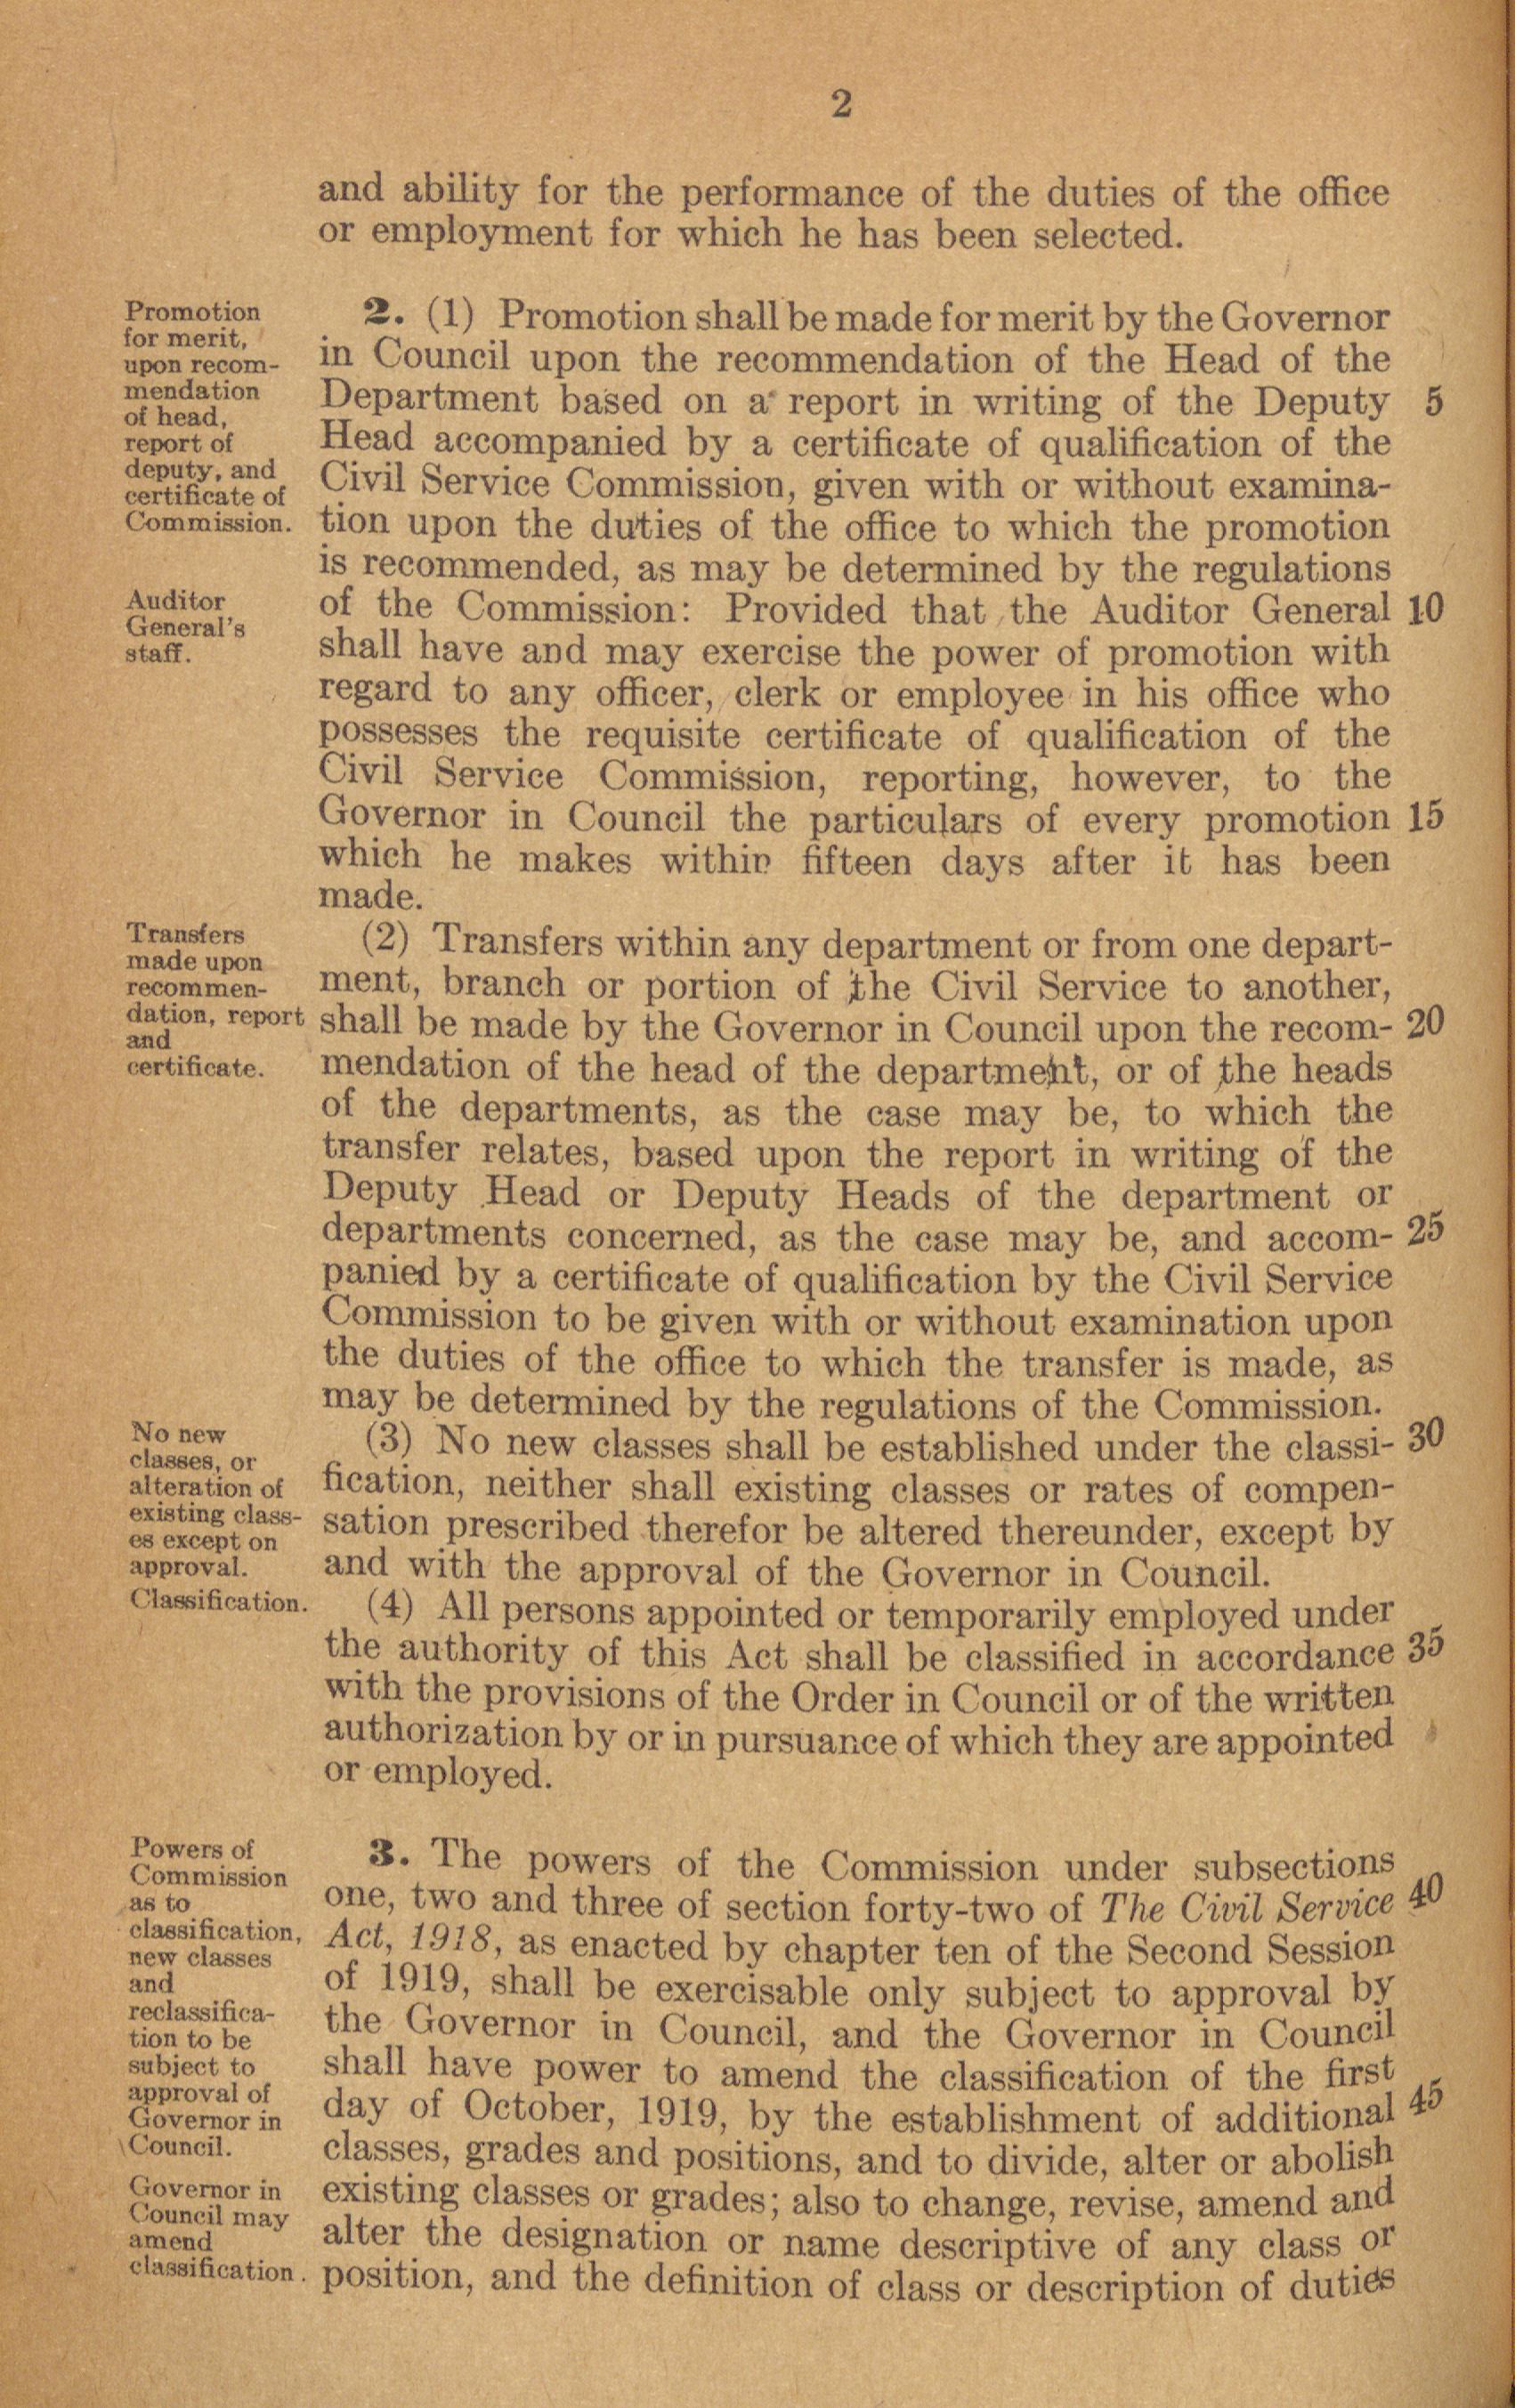 2
and ability for the performance of the duties of the office
or employment for which he has been selected.
Promotion
for merit,
upon recom-
mendation
of head,
report of
deputy, and
certificate of
Commission.
2. (1) Promotion shall be made for merit by the Governor
in Council upon the recommendation of the Head of the
Department based on a report in writing of the Deputy 5
Head accompanied by a certificate of qualification of the
Civil Service Commission, given with or without examina-
tion upon the duties of the office to which the promotion
is recommended, as may be determined by the regulations
Auditor
General's
staff.
of the Commission: Provided that the Auditor General 10
shall have and may exercise the power of promotion with
regard to any officer, clerk or employee in his office who
possesses the requisite certificate of qualification of the
Civil Service Commission, reporting, however, to the
Governor in Council the particulars of every promotion 15
which he makes within fifteen days after it has been
made.
Transfers
made upon
recommen-
dation, report
and
certificate.
(2) Transfers within any department or from one depart-
ment, branch or portion of the Civil Service to another,
shall be made by the Governor in Council upon the recom- 20
mendation of the head of the department, or of the heads
of the departments, as the case may be, to which the
transfer relates, based upon the report in writing of the
Deputy Head or Deputy Heads of the department or
departments concerned, as the case may be, and accom- 25
panied by a certificate of qualification by the Civil Service
Commission to be given with or without examination upon
the duties of the office to which the transfer is made, as
may be determined by the regulations of the Commission.
No new
classes, or
alteration of
existing class-
es except on
approval.
(3) No new classes shall be established under the classi- 30
fication, neither shall existing classes or rates of compen-
sation prescribed therefor be altered thereunder, except by
and with the approval of the Governor in Council.
Classification.
(4) All persons appointed or temporarily employed under
the authority of this Act shall be classified in accordance 35
with the provisions of the Order in Council or of the written
authorization by or in pursuance of which they are appointed
or employed.
Powers of
Commission
as to
classification,
new classes
and
reclassifica-
tion to be
subject to
approval of
Governor in
Council.
3. The powers of the Commission under subsections
one, two and three of section forty-two of The Civil Service 40
Act, 1918, as enacted by chapter ten of the Second Session
of 1919, shall be exercisable only subject to approval by
the Governor in Council, and the Governor in Council
shall have power to amend the classification of the first
day of October, 1919, by the establishment of additional 45
classes, grades and positions, and to divide, alter or abolish
Governor in
Council may
amend
classification.
existing classes or grades; also to change, revise, amend and
alter the designation or name descriptive of any class or
position, and the definition of class or description of duties